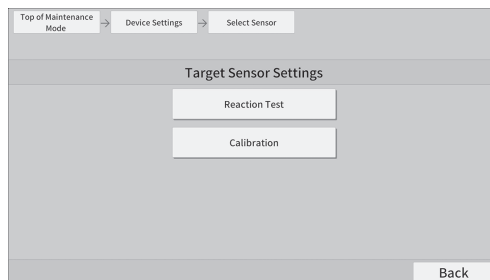 Top of Maintenance
Mode
→
Device Settings
→
Select Sensor
Target Sensor Settings
Reaction Test
Calibration
Back